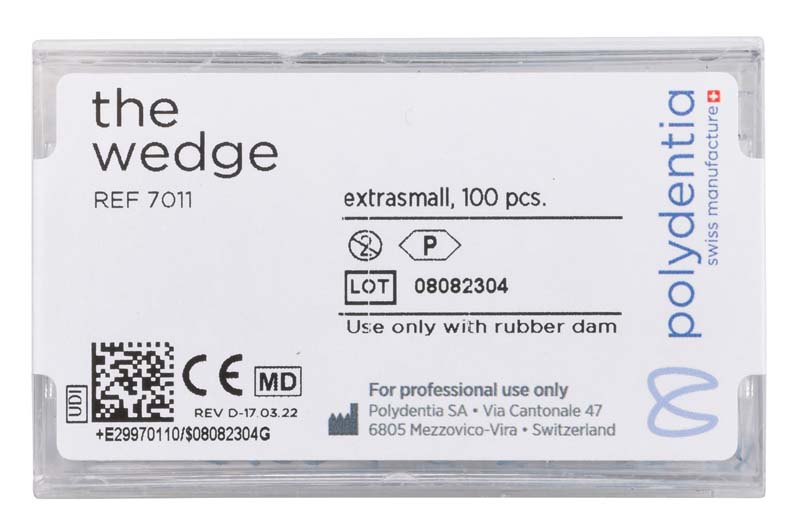 the
wedge
REF 7011
extrasmall, 100 pcs.
2
P
LOT 08082304
Use only with rubber dam
UDI
CE MD
REV D-17.03.22
+E29970110/$08082304G
For professional use only
Polydentia SA • Via Cantonale 47
6805 Mezzovico-Vira • Switzerland
polydentia
swiss manufacture